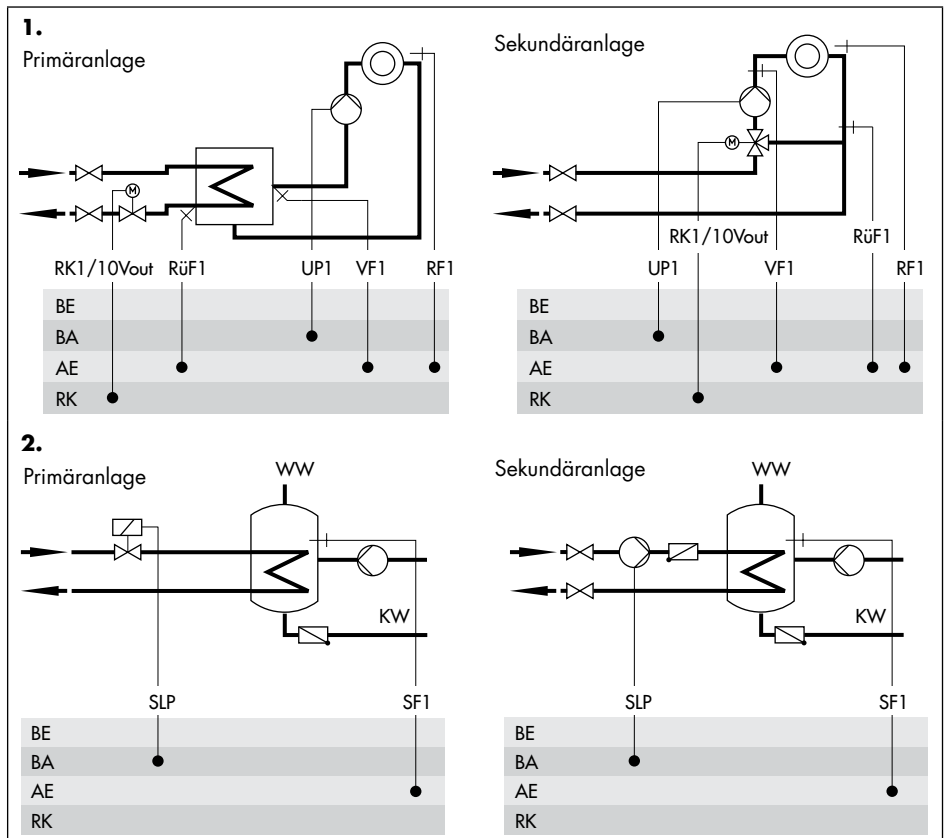 1.
Primäranlage
RK1/10Vout RüF1 UP1 VF1 RF1
BE
BA
AE
RK
Sekundäranlage
RK1/10Vout RüF1
UP1 VF1 RF1
BE
BA
AE
RK
2.
Primäranlage
WW
KW
SLP SF1
BE
BA
AE
RK
Sekundäranlage
WW
KW
SLP SF1
BE
BA
AE
RK
M
M